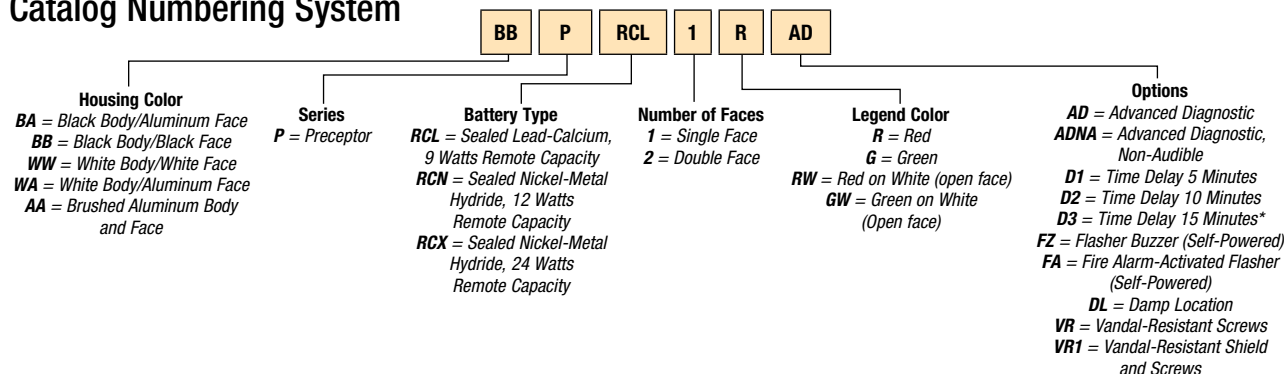 Catalog Numbering System
BB P RCL 1 R AD
Housing Color
BA = Black Body/Aluminum Face
BB = Black Body/Black Face
WW = White Body/White Face
WA = White Body/Aluminum Face
AA = Brushed Aluminum Body
and Face
Series
P = Preceptor
Battery Type
RCL = Sealed Lead-Calcium,
9 Watts Remote Capacity
RCN = Sealed Nickel-Metal
Hydride, 12 Watts
Remote Capacity
RCX = Sealed Nickel-Metal
Hydride, 24 Watts
Remote Capacity
Number of Faces
1 = Single Face
2 = Double Face
Legend Color
R = Red
G = Green
RW = Red on White (open face)
GW = Green on White
(Open face)
Options
AD = Advanced Diagnostic
ADNA = Advanced Diagnostic,
Non-Audible
D1 = Time Delay 5 Minutes
D2 = Time Delay 10 Minutes
D3 = Time Delay 15 Minutes*
FZ = Flasher Buzzer (Self-Powered)
FA = Fire Alarm-Activated Flasher
(Self-Powered)
DL = Damp Location
VR = Vandal-Resistant Screws
VR1 = Vandal-Resistant Shield
and Screws